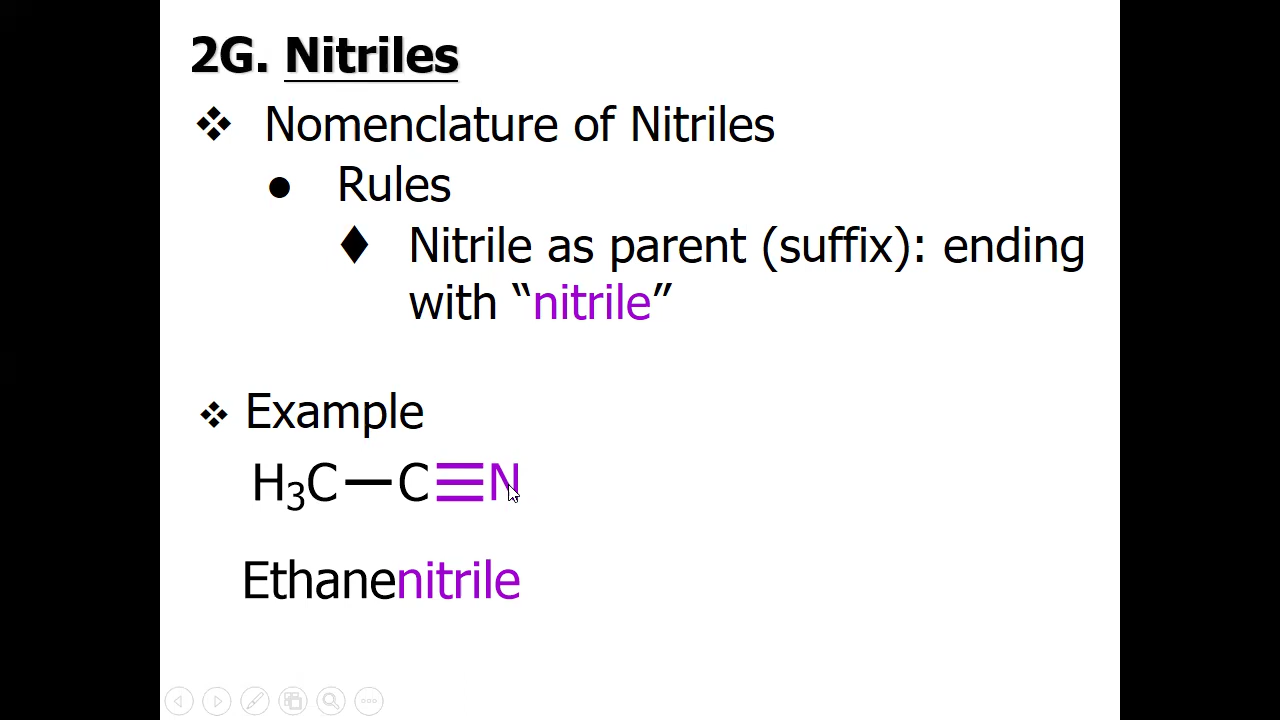 2G. Nitriles
❖ Nomenclature of Nitriles
● Rules
♦ Nitrile as parent (suffix): ending
with “nitrile”
❖ Example
H₃C—C≡N
Ethanenitrile